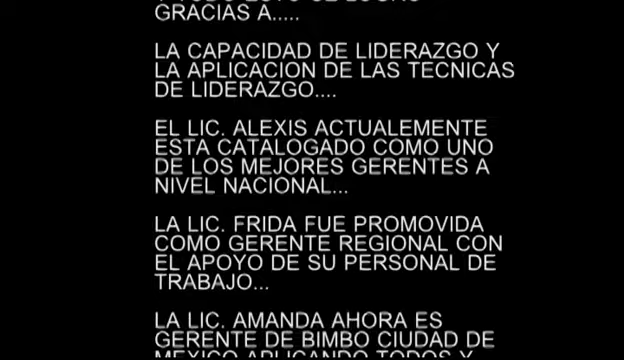 GRACIAS A.....
LA CAPACIDAD DE LIDERAZGO Y
LA APLICACION DE LAS TECNICAS
DE LIDERAZGO....
EL LIC. ALEXIS ACTUALEMENTE
ESTA CATALOGADO COMO UNO
DE LOS MEJORES GERENTES A
NIVEL NACIONAL...
LA LIC. FRIDA FUE PROMOVIDA
COMO GERENTE REGIONAL CON
EL APOYO DE SU PERSONAL DE
TRABAJO...
LA LIC. AMANDA AHORA ES
GERENTE DE BIMBO CIUDAD DE
MEXICO APLICANDO TODOS Y